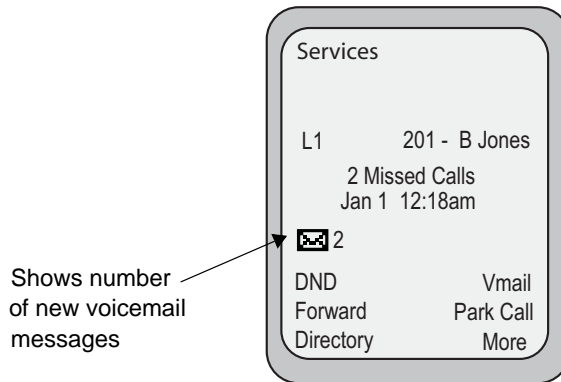 Services
L1 201 - B Jones
2 Missed Calls
Jan 1 12:18am
2
Shows number
of new voicemail
messages
DND Vmail
Forward Park Call
Directory More